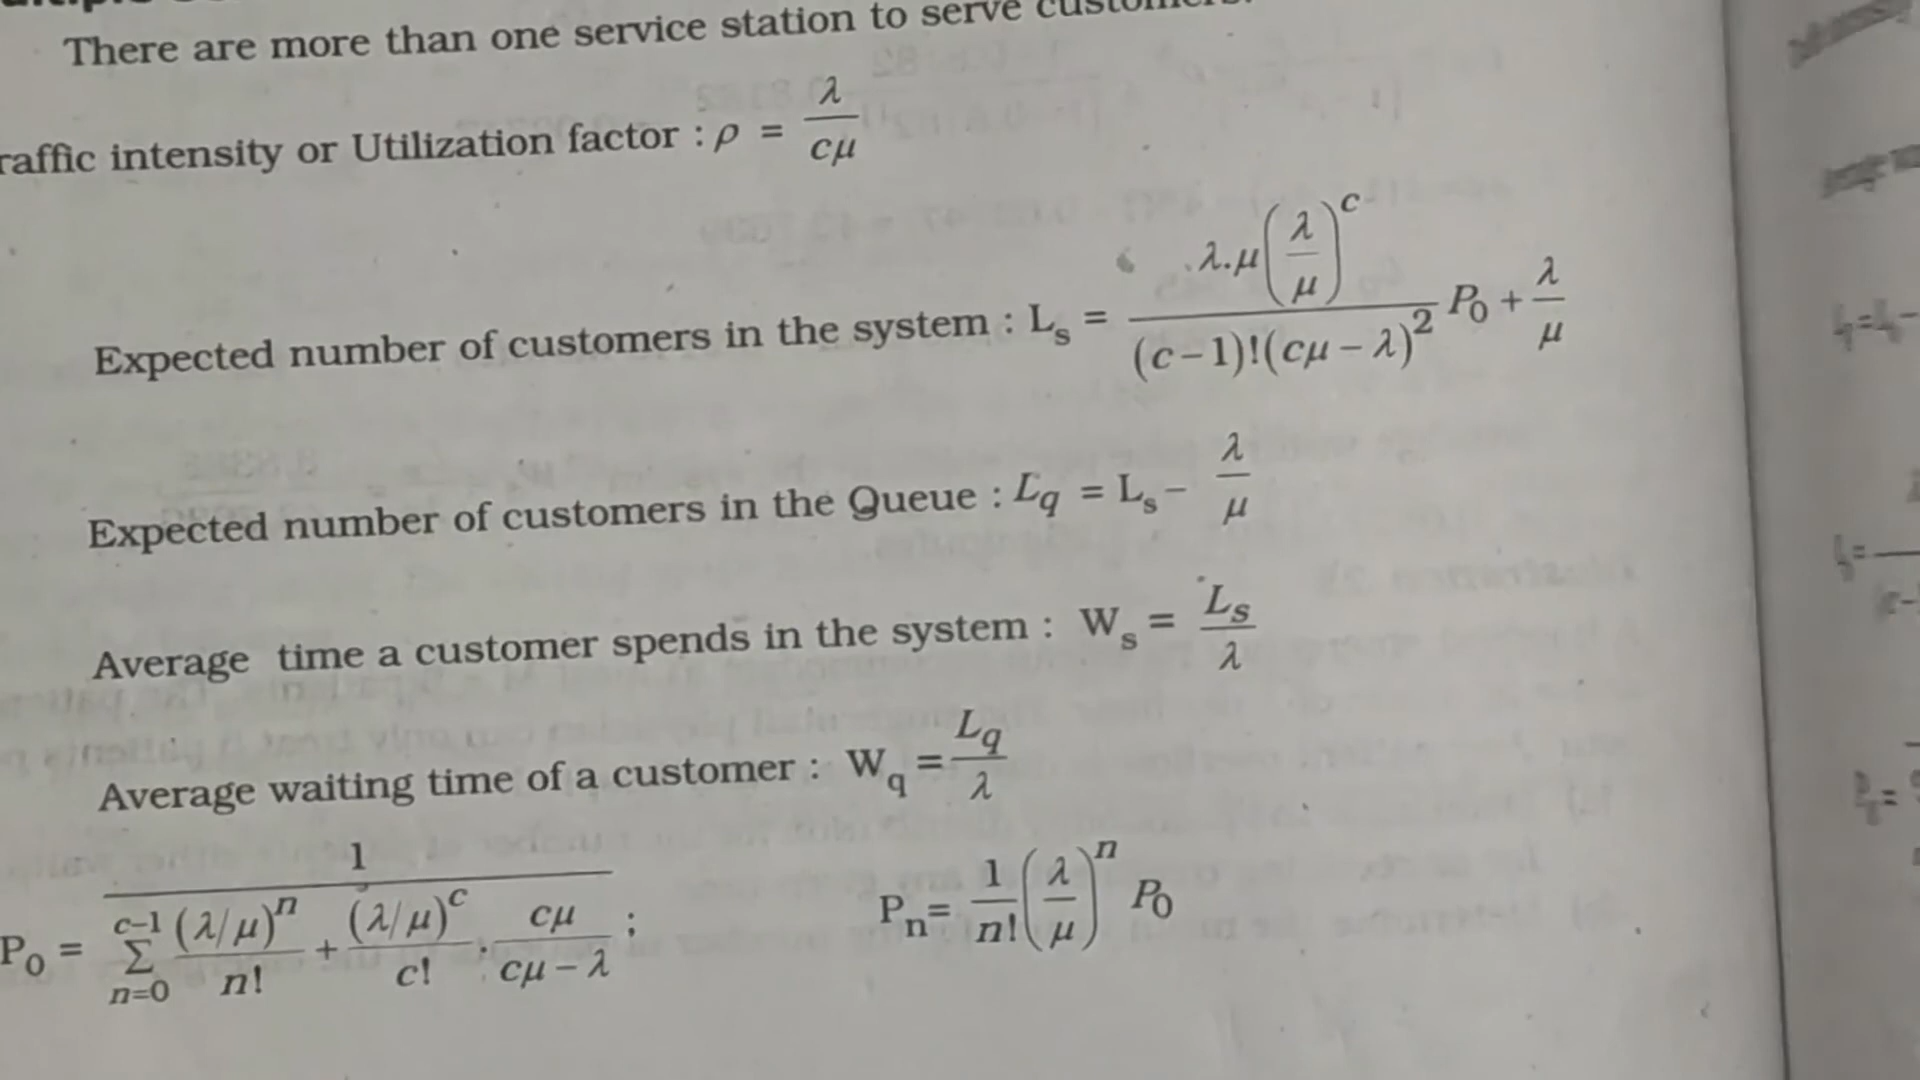 There are more than one service station to serve
raffic intensity or Utilization factor : ρ = λ/cμ
Expected number of customers in the system : Lₛ = λ.μ(λ/μ)^c / (c−1)!(cμ−λ)² P₀ + λ/μ
Expected number of customers in the Queue : L_q = Lₛ − λ/μ
Average time a customer spends in the system : Wₛ = Lₛ/λ
Average waiting time of a customer : W_q = L_q/λ
P₀ = 1 / Σ_{n=0}^{c−1} (λ/μ)ⁿ/n! + (λ/μ)^c/c! . cμ/(cμ−λ) ; Pₙ = 1/n! (λ/μ)ⁿ P₀